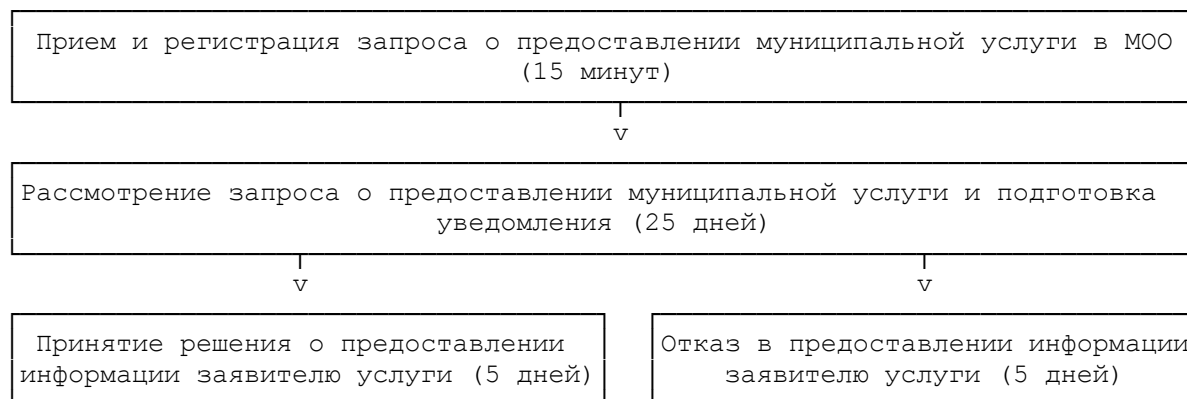 Прием и регистрация запроса о предоставлении муниципальной услуги в МОО
(15 минут)
v
Рассмотрение запроса о предоставлении муниципальной услуги и подготовка
уведомления (25 дней)
v v
Принятие решения о предоставлении
информации заявителю услуги (5 дней)
Отказ в предоставлении информации
заявителю услуги (5 дней)